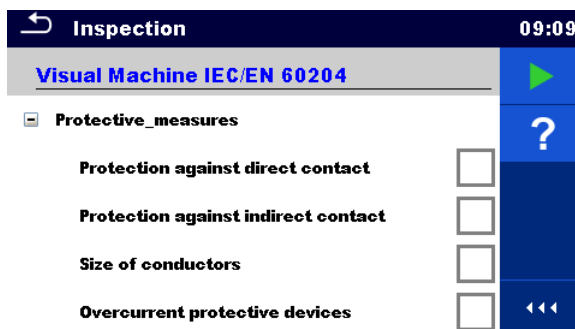 Inspection 09:09
Visual Machine IEC/EN 60204
Protective_measures
?
Protection against direct contact
Protection against indirect contact
Size of conductors
Overcurrent protective devices